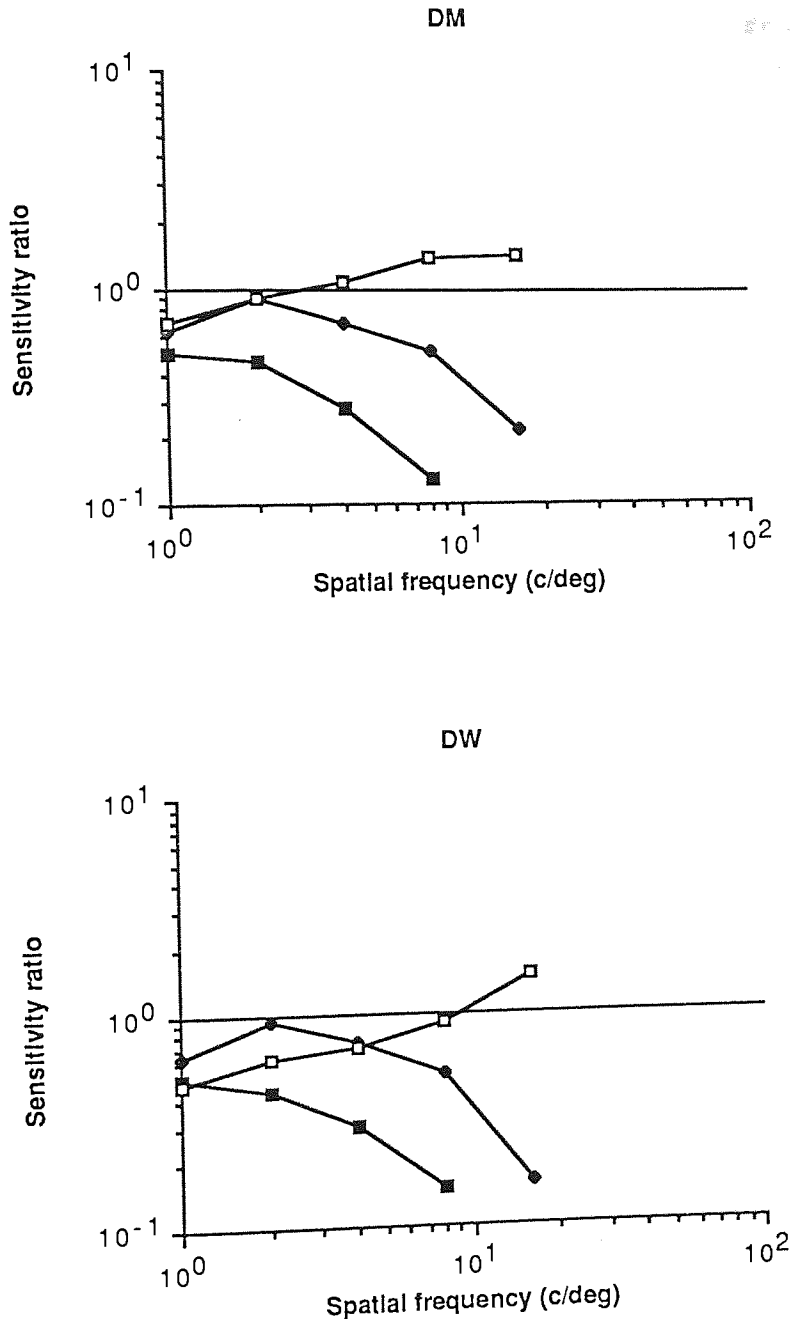 DM
10^1
10^0
10^-1
Sensitivity ratio
10^0 10^1 10^2
Spatial frequency (c/deg)
DW
10^1
10^0
10^-1
Sensitivity ratio
10^0 10^1 10^2
Spatial frequency (c/deg)